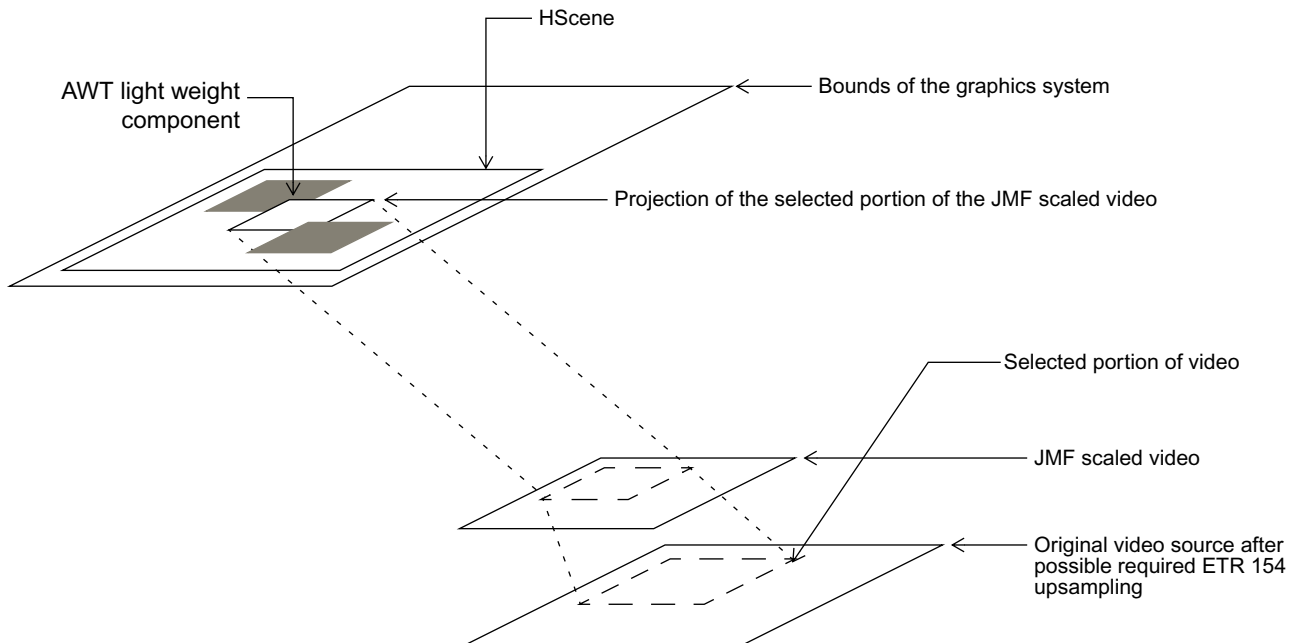 HScene
AWT light weight
component
Bounds of the graphics system
Projection of the selected portion of the JMF scaled video
Selected portion of video
JMF scaled video
Original video source after
possible required ETR 154
upsampling